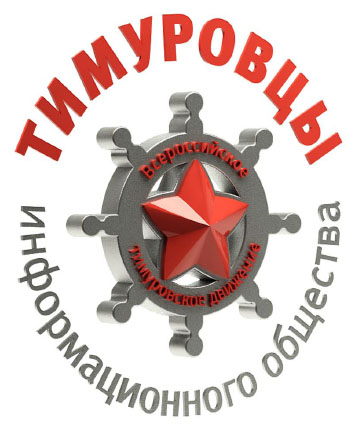 ТИМУРОВЦЫ
Всероссийское
тимуровское движение
информационного общества